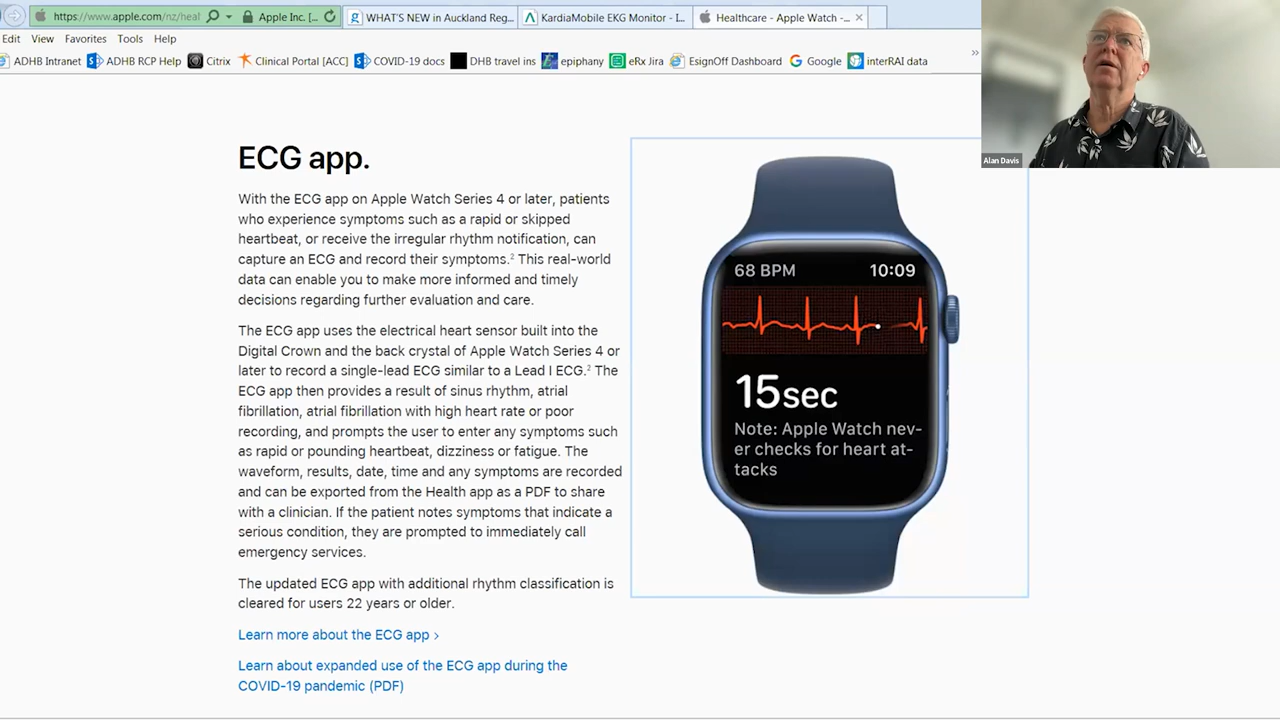 https://www.apple.com/nz/heal
Apple Inc. [...
WHAT'S NEW in Auckland Reg...
KardiaMobile EKG Monitor - I...
Healthcare - Apple Watch -...
Edit View Favorites Tools Help
ADHB Intranet ADHB RCP Help Citrix Clinical Portal [ACC] COVID-19 docs DHB travel ins epiphany eRx Jira EsignOff Dashboard Google interRAI data
Alan Davis
ECG app.
With the ECG app on Apple Watch Series 4 or later, patients
who experience symptoms such as a rapid or skipped
heartbeat, or receive the irregular rhythm notification, can
capture an ECG and record their symptoms.² This real-world
data can enable you to make more informed and timely
decisions regarding further evaluation and care.
The ECG app uses the electrical heart sensor built into the
Digital Crown and the back crystal of Apple Watch Series 4 or
later to record a single-lead ECG similar to a Lead I ECG.² The
ECG app then provides a result of sinus rhythm, atrial
fibrillation, atrial fibrillation with high heart rate or poor
recording, and prompts the user to enter any symptoms such
as rapid or pounding heartbeat, dizziness or fatigue. The
waveform, results, date, time and any symptoms are recorded
and can be exported from the Health app as a PDF to share
with a clinician. If the patient notes symptoms that indicate a
serious condition, they are prompted to immediately call
emergency services.
The updated ECG app with additional rhythm classification is
cleared for users 22 years or older.
Learn more about the ECG app >
Learn about expanded use of the ECG app during the
COVID-19 pandemic (PDF)
68 BPM 10:09
15sec
Note: Apple Watch nev-
er checks for heart at-
tacks